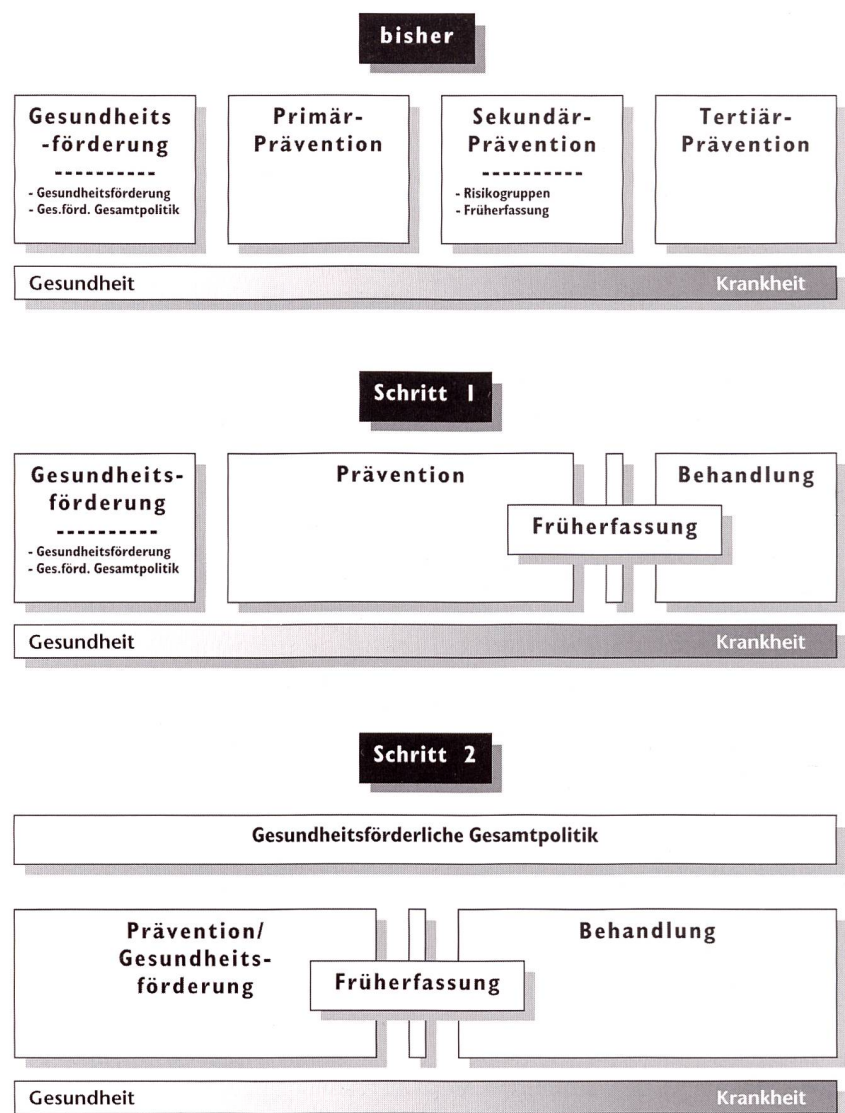 bisher
Gesundheits
-förderung
----------
- Gesundheitsförderung
- Ges.förd. Gesamtpolitik
Primär-
Prävention
Sekundär-
Prävention
----------
- Risikogruppen
- Früherfassung
Tertiär-
Prävention
Gesundheit
Krankheit
Schritt 1
Gesundheits-
förderung
----------
- Gesundheitsförderung
- Ges.förd. Gesamtpolitik
Prävention
Früherfassung
Behandlung
Gesundheit
Krankheit
Schritt 2
Gesundheitsförderliche Gesamtpolitik
Prävention/
Gesundheits-
förderung
Früherfassung
Behandlung
Gesundheit
Krankheit